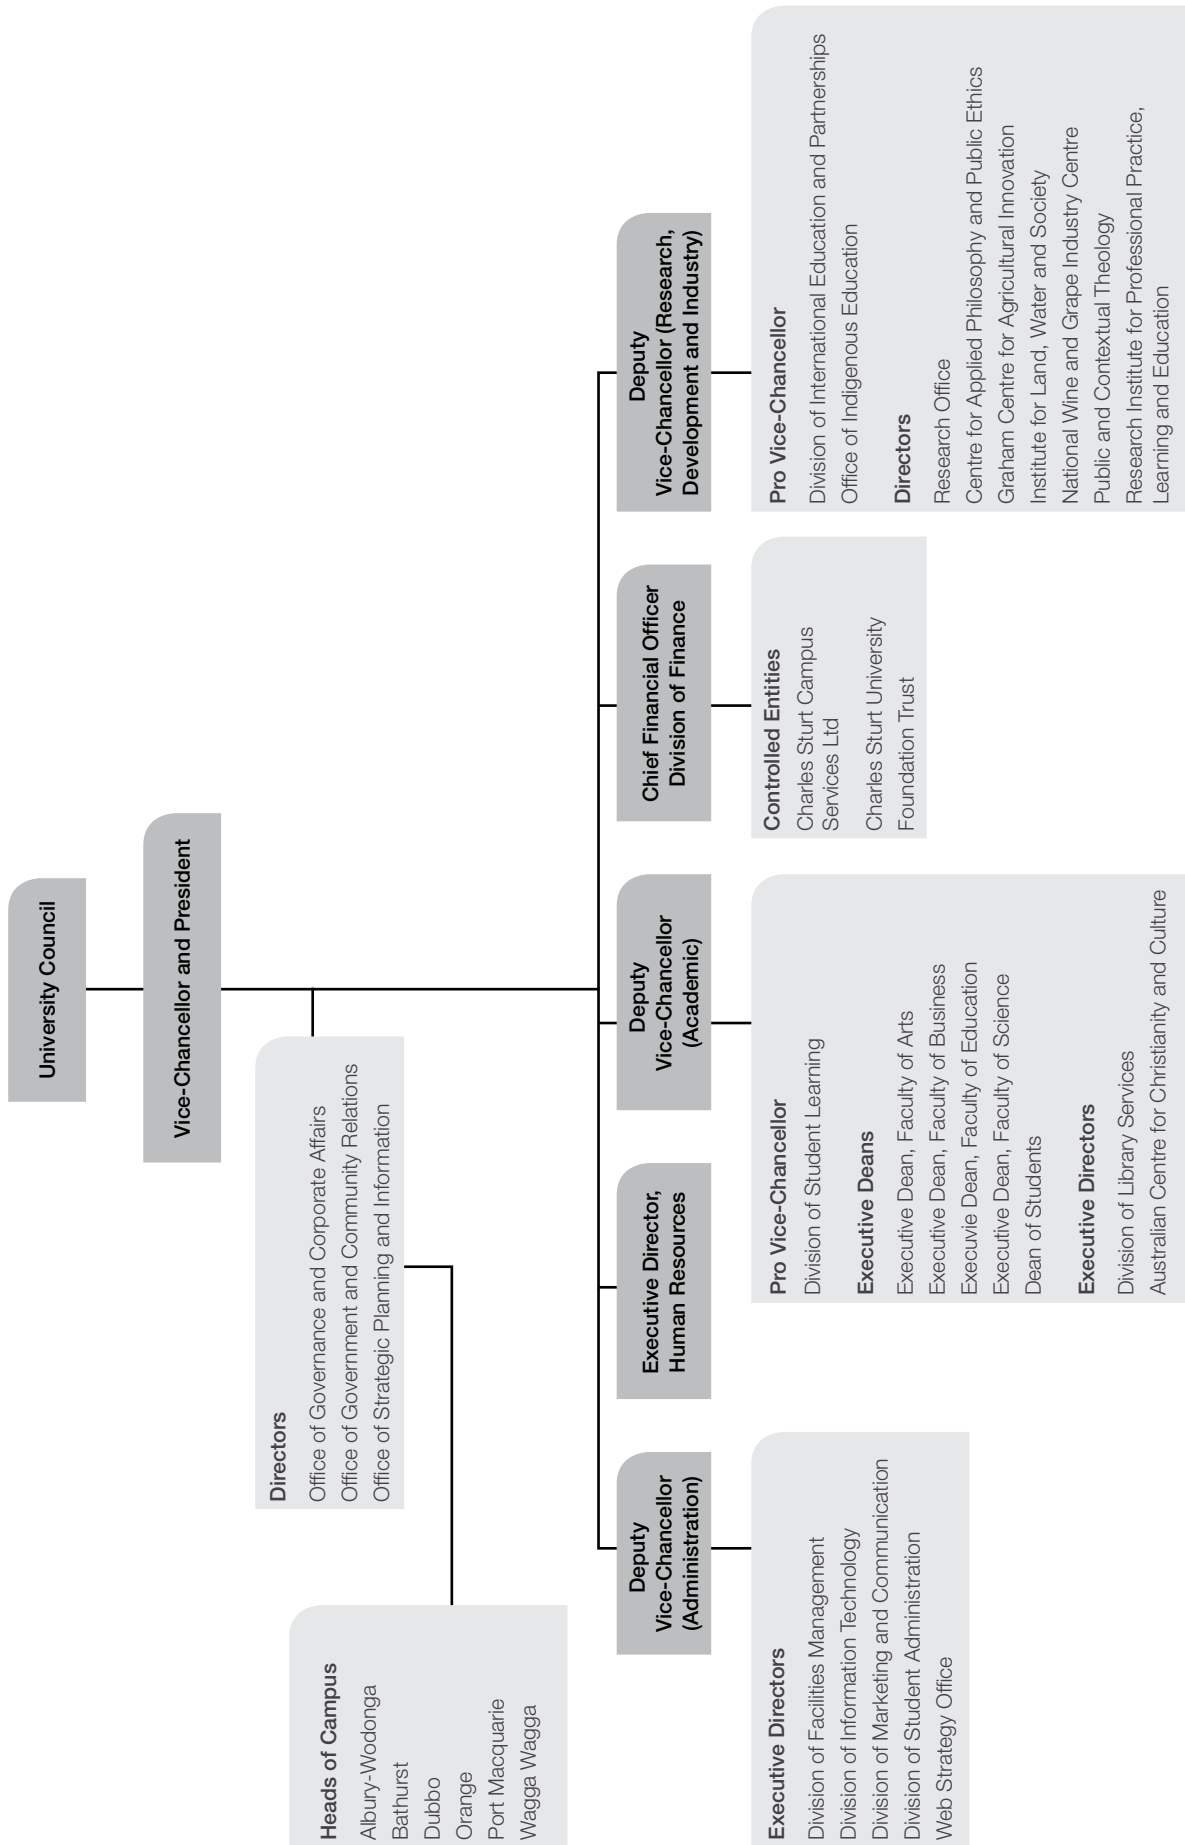 University Council
Vice-Chancellor and President
Directors
Office of Governance and Corporate Affairs
Office of Government and Community Relations
Office of Strategic Planning and Information
Heads of Campus
Albury-Wodonga
Bathurst
Dubbo
Orange
Port Macquarie
Wagga Wagga
Deputy
Vice-Chancellor
(Administration)
Executive Directors
Division of Facilities Management
Division of Information Technology
Division of Marketing and Communication
Division of Student Administration
Web Strategy Office
Executive Director,
Human Resources
Deputy
Vice-Chancellor
(Academic)
Pro Vice-Chancellor
Division of Student Learning
Executive Deans
Executive Dean, Faculty of Arts
Executive Dean, Faculty of Business
Execuvie Dean, Faculty of Education
Executive Dean, Faculty of Science
Dean of Students
Executive Directors
Division of Library Services
Australian Centre for Christianity and Culture
Chief Financial Officer
Division of Finance
Controlled Entities
Charles Sturt Campus
Services Ltd
Charles Sturt University
Foundation Trust
Deputy
Vice-Chancellor (Research,
Development and Industry)
Pro Vice-Chancellor
Division of International Education and Partnerships
Office of Indigenous Education
Directors
Research Office
Centre for Applied Philosophy and Public Ethics
Graham Centre for Agricultural Innovation
Institute for Land, Water and Society
National Wine and Grape Industry Centre
Public and Contextual Theology
Research Institute for Professional Practice,
Learning and Education